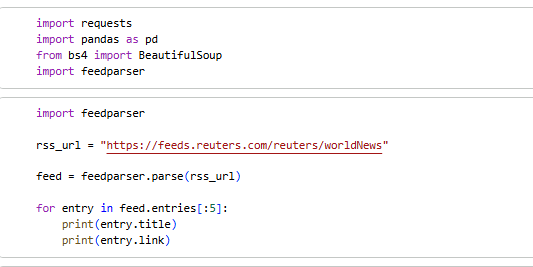 import requests
import pandas as pd
from bs4 import BeautifulSoup
import feedparser
import feedparser
rss_url = "https://feeds.reuters.com/reuters/worldNews"
feed = feedparser.parse(rss_url)
for entry in feed.entries[:5]:
    print(entry.title)
    print(entry.link)